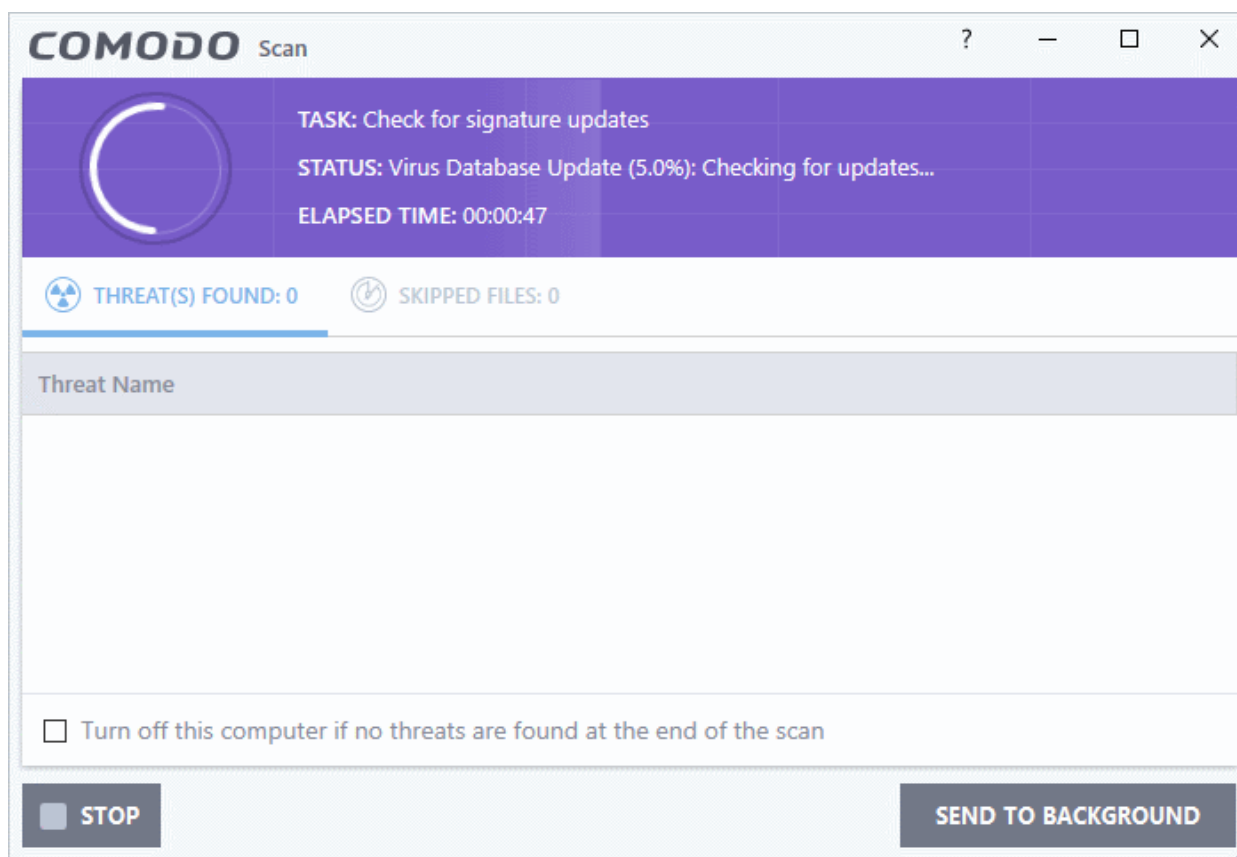 COMODO Scan ?
TASK: Check for signature updates
STATUS: Virus Database Update (5.0%): Checking for updates...
ELAPSED TIME: 00:00:47
THREAT(S) FOUND: 0 SKIPPED FILES: 0
Threat Name
Turn off this computer if no threats are found at the end of the scan
STOP SEND TO BACKGROUND